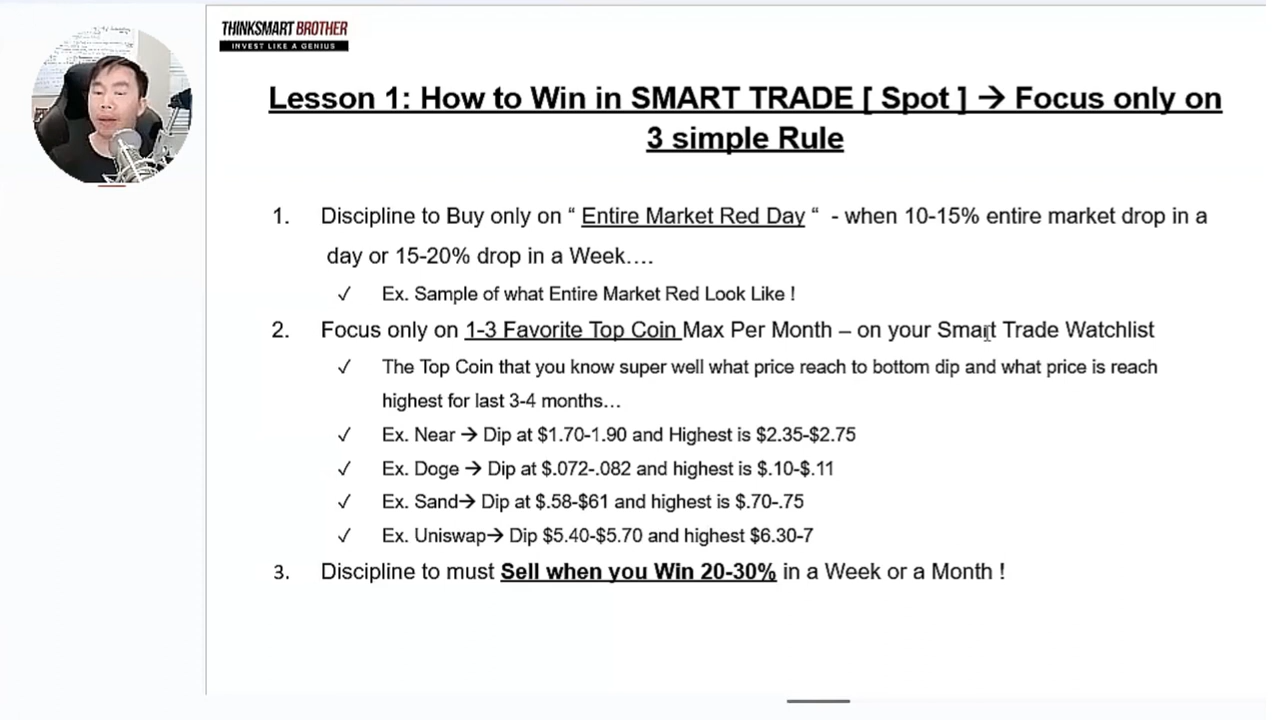 THINKSMART BROTHER
INVEST LIKE A GENIUS
Lesson 1: How to Win in SMART TRADE [ Spot ] → Focus only on
3 simple Rule
1. Discipline to Buy only on “ Entire Market Red Day “ - when 10-15% entire market drop in a
day or 15-20% drop in a Week….
✓ Ex. Sample of what Entire Market Red Look Like !
2. Focus only on 1-3 Favorite Top Coin Max Per Month – on your Smart Trade Watchlist
✓ The Top Coin that you know super well what price reach to bottom dip and what price is reach
highest for last 3-4 months…
✓ Ex. Near → Dip at $1.70-1.90 and Highest is $2.35-$2.75
✓ Ex. Doge → Dip at $.072-.082 and highest is $.10-$.11
✓ Ex. Sand→ Dip at $.58-$61 and highest is $.70-.75
✓ Ex. Uniswap→ Dip $5.40-$5.70 and highest $6.30-7
3. Discipline to must Sell when you Win 20-30% in a Week or a Month !